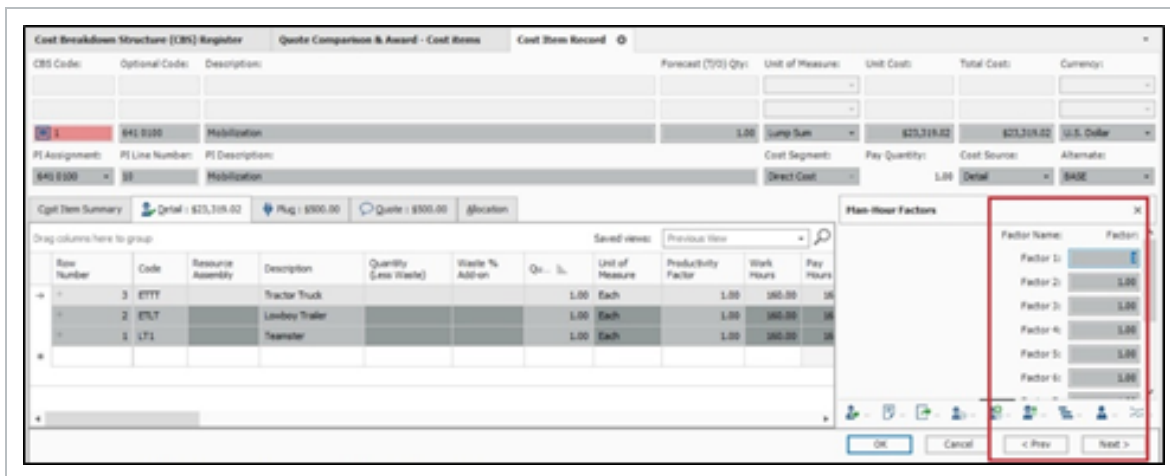 Cost Breakdown Structure (CBS) Register Quote Comparison & Award - Cost Items Cost Item Record
CBS Code: Optional Code: Description: Forecast (T/O) Qty: Unit of Measure: Unit Cost: Total Cost: Currency:
1 641 0100 Mobilization 1.00 Lump Sum $23,319.02 $23,319.02 U.S. Dollar
PI Assignment: PI Line Number: PI Description: Cost Segment: Pay Quantity: Cost Source: Alternate:
641 0100 10 Mobilization Direct Cost 1.00 Detail BASE
Cost Item Summary Detail : $23,319.02 Plug : $500.00 Quote : $500.00 Allocation Man-Hour Factors
Drag columns here to group Saved views: Previous View Factor Name: Factor:
Row Number Code Resource Assembly Description Quantity (Less Waste) Waste % Add-on Qu... Unit of Measure Productivity Factor Work Hours Pay Hours
3 ETTT Tractor Truck 1.00 Each 1.00 160.00 16
2 ETLT Lowboy Trailer 1.00 Each 1.00 160.00 16
1 LT1 Teamster 1.00 Each 1.00 160.00 16
Factor 1:
Factor 2: 1.00
Factor 3: 1.00
Factor 4: 1.00
Factor 5: 1.00
Factor 6: 1.00
OK Cancel < Prev Next >